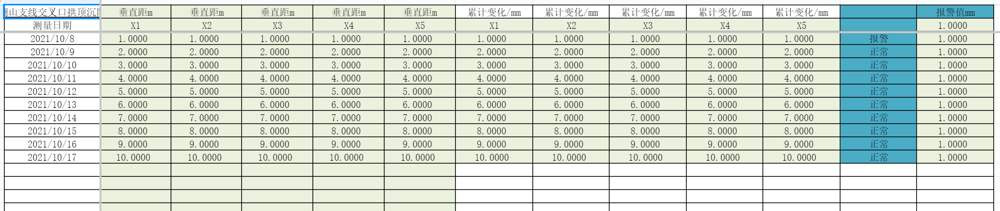 山支线交叉口拱顶沉 垂直距m 垂直距m 垂直距m 垂直距m 垂直距m 累计变化/mm 累计变化/mm 累计变化/mm 累计变化/mm 累计变化/mm 报警值mm
测量日期 X1 X2 X3 X4 X5 X1 X2 X3 X4 X5 1.0000
2021/10/8 1.0000 1.0000 1.0000 1.0000 1.0000 1.0000 1.0000 1.0000 1.0000 1.0000 报警 1.0000
2021/10/9 2.0000 2.0000 2.0000 2.0000 2.0000 2.0000 2.0000 2.0000 2.0000 2.0000 正常 1.0000
2021/10/10 3.0000 3.0000 3.0000 3.0000 3.0000 3.0000 3.0000 3.0000 3.0000 3.0000 正常 1.0000
2021/10/11 4.0000 4.0000 4.0000 4.0000 4.0000 4.0000 4.0000 4.0000 4.0000 4.0000 正常 1.0000
2021/10/12 5.0000 5.0000 5.0000 5.0000 5.0000 5.0000 5.0000 5.0000 5.0000 5.0000 正常 1.0000
2021/10/13 6.0000 6.0000 6.0000 6.0000 6.0000 6.0000 6.0000 6.0000 6.0000 6.0000 正常 1.0000
2021/10/14 7.0000 7.0000 7.0000 7.0000 7.0000 7.0000 7.0000 7.0000 7.0000 7.0000 正常 1.0000
2021/10/15 8.0000 8.0000 8.0000 8.0000 8.0000 8.0000 8.0000 8.0000 8.0000 8.0000 正常 1.0000
2021/10/16 9.0000 9.0000 9.0000 9.0000 9.0000 9.0000 9.0000 9.0000 9.0000 9.0000 正常 1.0000
2021/10/17 10.0000 10.0000 10.0000 10.0000 10.0000 10.0000 10.0000 10.0000 10.0000 10.0000 正常 1.0000